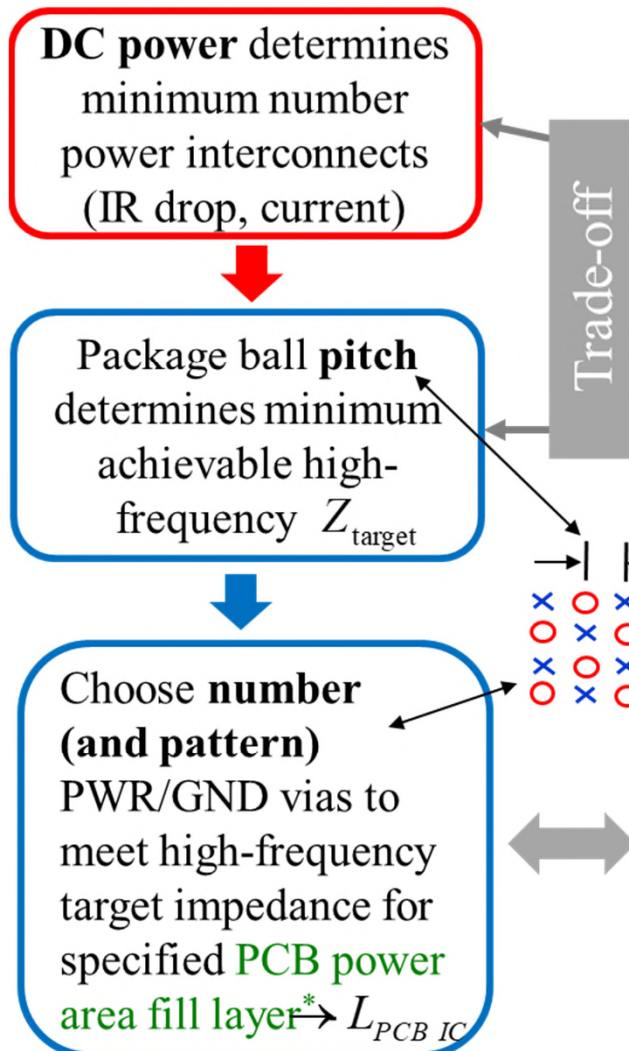 DC power determines
minimum number
power interconnects
(IR drop, current)
Trade-off
Package ball pitch
determines minimum
achievable high-
frequency Z_target
Choose number
(and pattern)
PWR/GND vias to
meet high-frequency
target impedance for
specified PCB power
area fill layer* → L_PCB IC